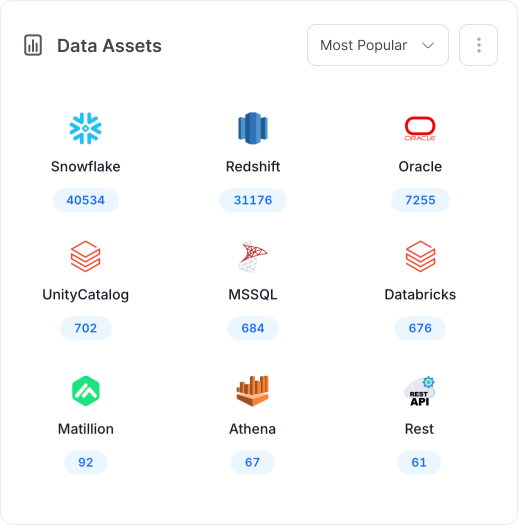 Data Assets
Most Popular
Snowflake
Redshift
ORACLE
Oracle
40534
31176
7255
UnityCatalog
MSSQL
Databricks
702
684
676
REST
API
Matillion
Athena
Rest
92
67
61